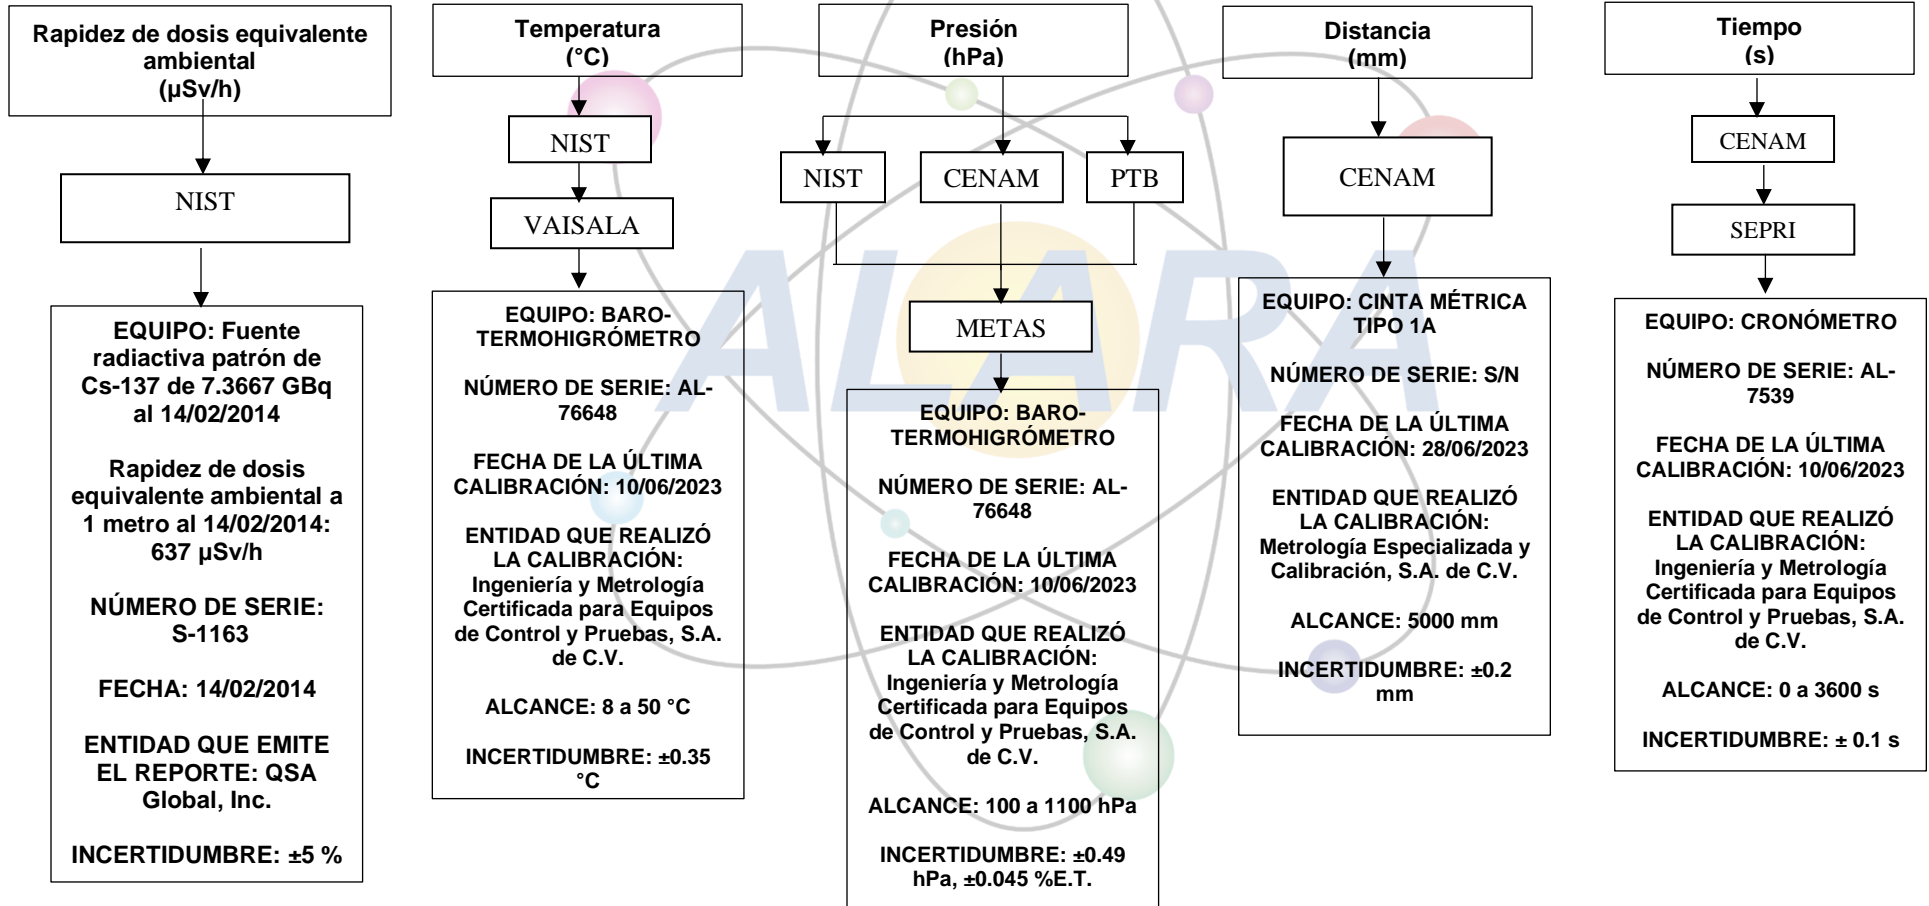 Rapidez de dosis equivalente
ambiental
(µSv/h)
NIST
EQUIPO: Fuente
radiactiva patrón de
Cs-137 de 7.3667 GBq
al 14/02/2014
Rapidez de dosis
equivalente ambiental a
1 metro al 14/02/2014:
637 µSv/h
NÚMERO DE SERIE:
S-1163
FECHA: 14/02/2014
ENTIDAD QUE EMITE
EL REPORTE: QSA
Global, Inc.
INCERTIDUMBRE: ±5 %
Temperatura
(°C)
NIST
VAISALA
EQUIPO: BARO-
TERMOHIGRÓMETRO
NÚMERO DE SERIE: AL-
76648
FECHA DE LA ÚLTIMA
CALIBRACIÓN: 10/06/2023
ENTIDAD QUE REALIZÓ
LA CALIBRACIÓN:
Ingeniería y Metrología
Certificada para Equipos
de Control y Pruebas, S.A.
de C.V.
ALCANCE: 8 a 50 °C
INCERTIDUMBRE: ±0.35
°C
Presión
(hPa)
NIST
CENAM
PTB
METAS
EQUIPO: BARO-
TERMOHIGRÓMETRO
NÚMERO DE SERIE: AL-
76648
FECHA DE LA ÚLTIMA
CALIBRACIÓN: 10/06/2023
ENTIDAD QUE REALIZÓ
LA CALIBRACIÓN:
Ingeniería y Metrología
Certificada para Equipos
de Control y Pruebas, S.A.
de C.V.
ALCANCE: 100 a 1100 hPa
INCERTIDUMBRE: ±0.49
hPa, ±0.045 %E.T.
Distancia
(mm)
CENAM
EQUIPO: CINTA MÉTRICA
TIPO 1A
NÚMERO DE SERIE: S/N
FECHA DE LA ÚLTIMA
CALIBRACIÓN: 28/06/2023
ENTIDAD QUE REALIZÓ
LA CALIBRACIÓN:
Metrología Especializada y
Calibración, S.A. de C.V.
ALCANCE: 5000 mm
INCERTIDUMBRE: ±0.2
mm
Tiempo
(s)
CENAM
SEPRI
EQUIPO: CRONÓMETRO
NÚMERO DE SERIE: AL-
7539
FECHA DE LA ÚLTIMA
CALIBRACIÓN: 10/06/2023
ENTIDAD QUE REALIZÓ
LA CALIBRACIÓN:
Ingeniería y Metrología
Certificada para Equipos
de Control y Pruebas, S.A.
de C.V.
ALCANCE: 0 a 3600 s
INCERTIDUMBRE: ± 0.1 s
ALARA